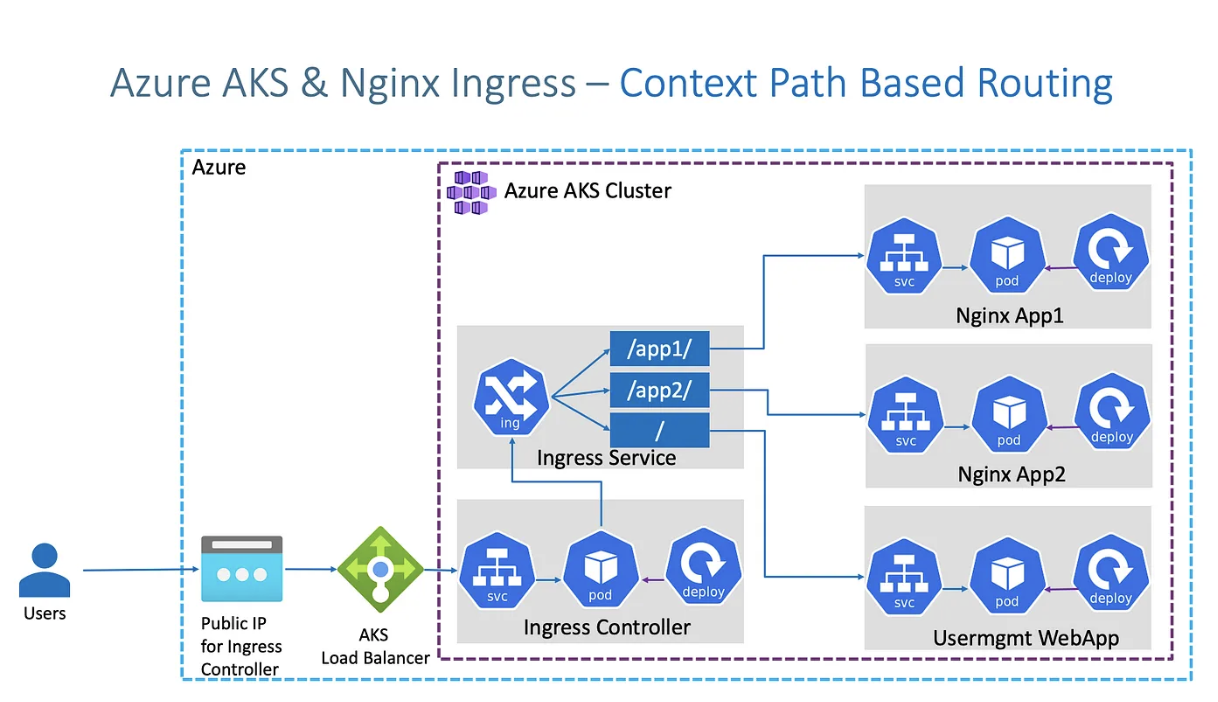 Azure AKS & Nginx Ingress – Context Path Based Routing
Azure
Azure AKS Cluster
svc
pod
deploy
Nginx App1
/app1/
/app2/
/
ing
Ingress Service
svc
pod
deploy
Nginx App2
svc
pod
deploy
Ingress Controller
svc
pod
deploy
Usermgmt WebApp
Users
Public IP
for Ingress
Controller
AKS
Load Balancer